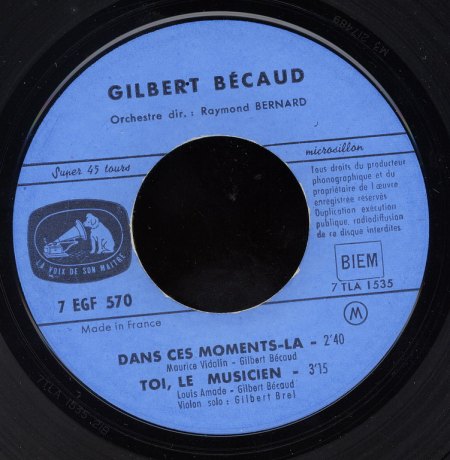 GILBERT BÉCAUD
Orchestre dir. : Raymond BERNARD
Super 45 tours
microsillon
Tous droits du producteur
phonographique et du
propriétaire de l'œuvre
enregistrée réservés
Duplication exécution
publique, radiodiffusion
de ce disque interdites.
LA VOIX DE SON MAITRE
BIEM
7 EGF 570
7 TLA 1535
Made in France
M
DANS CES MOMENTS-LA - 2'40
Maurice Vidalin - Gilbert Bécaud
TOI, LE MUSICIEN - 3'15
Louis Amade - Gilbert Bécaud
Violon solo : Gilbert Brel